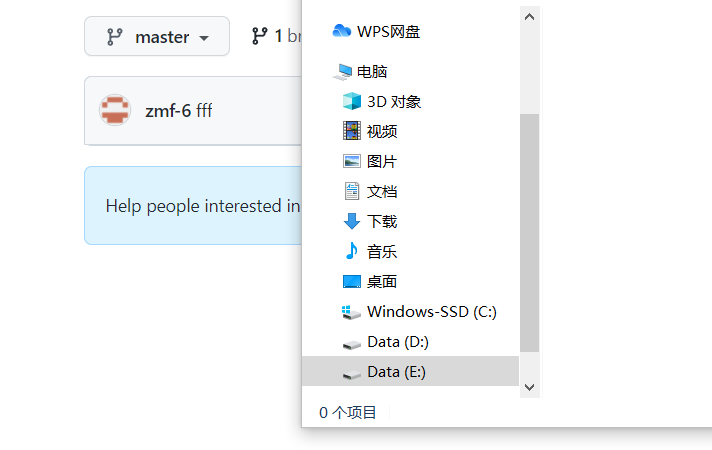 master
1 br
zmf-6 fff
Help people interested in
WPS网盘
电脑
3D 对象
视频
图片
文档
下载
音乐
桌面
Windows-SSD (C:)
Data (D:)
Data (E:)
0 个项目